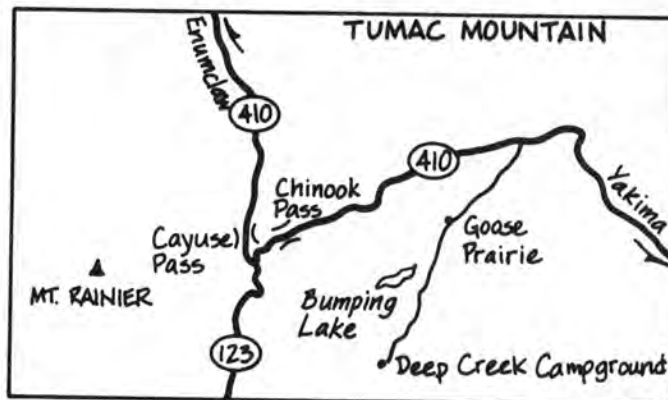 TUMAC MOUNTAIN
Enumclaw
410
410
Chinook
Pass
Yakima
Cayuse)
Pass
Goose
Prairie
MT. RAINIER
Bumping
Lake
123
Deep Creek Campground